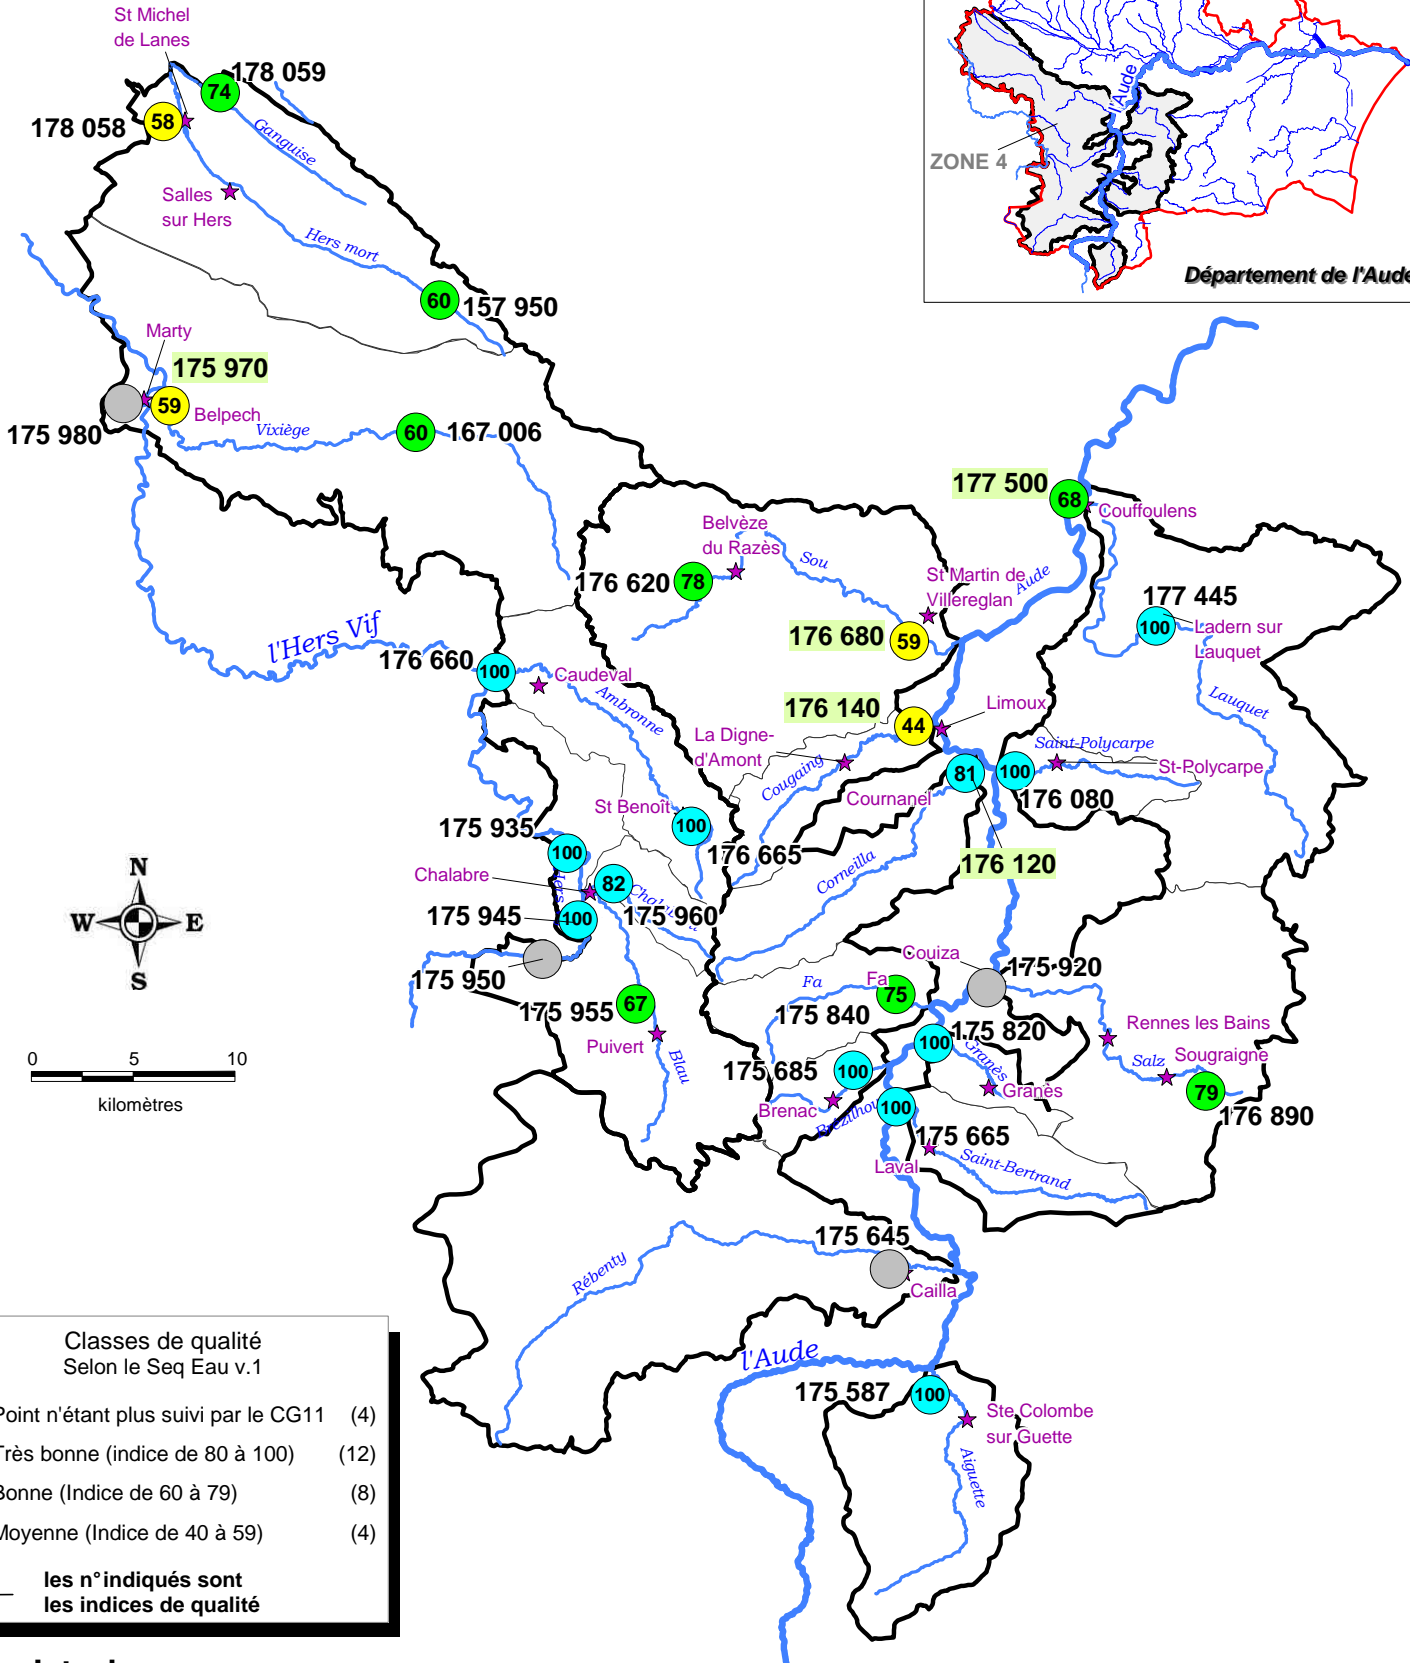 St Michel
de Lanes
178 059
74
178 058
58
Ganguise
Salles
sur Hers
Hers mort
60
157 950
l'Aude
ZONE 4
Département de l'Aude
Marty
175 970
59
Belpech
175 980
Vixiège
60
167 006
177 500
68
Couffoulens
Belvèze
du Razès
Sou
176 620
78
St Martin de
Villereglan
Aude
177 445
100
Ladern sur
Lauquet
176 680
59
l'Hers Vif
176 660
100
Caudeval
Ambronne
Lauquet
176 140
44
Limoux
La Digne-
d'Amont
Saint-Polycarpe
St-Polycarpe
Cougaing
81
100
Cournanel
176 080
St Benoît
100
175 935
100
176 665
176 120
Corneilla
Chalabre
82
175 945
100
175 960
N
W
E
S
Couiza
175 920
175 950
Fa
Fa
75
175 955
67
175 840
175 820
Rennes les Bains
100
Granès
Puivert
Blau
175 685
100
Salz
Sougraigne
79
Granès
0
5
10
kilomètres
Brenac
100
176 890
175 665
Laval
Saint-Bertrand
175 645
Rébenty
Cailla
l'Aude
175 587
100
Ste Colombe
sur Guette
Aiguette
Classes de qualité
Selon le Seq Eau v.1
Point n'étant plus suivi par le CG11 (4)
Très bonne (indice de 80 à 100) (12)
Bonne (Indice de 60 à 79) (8)
Moyenne (Indice de 40 à 59) (4)
les n°indiqués sont
les indices de qualité